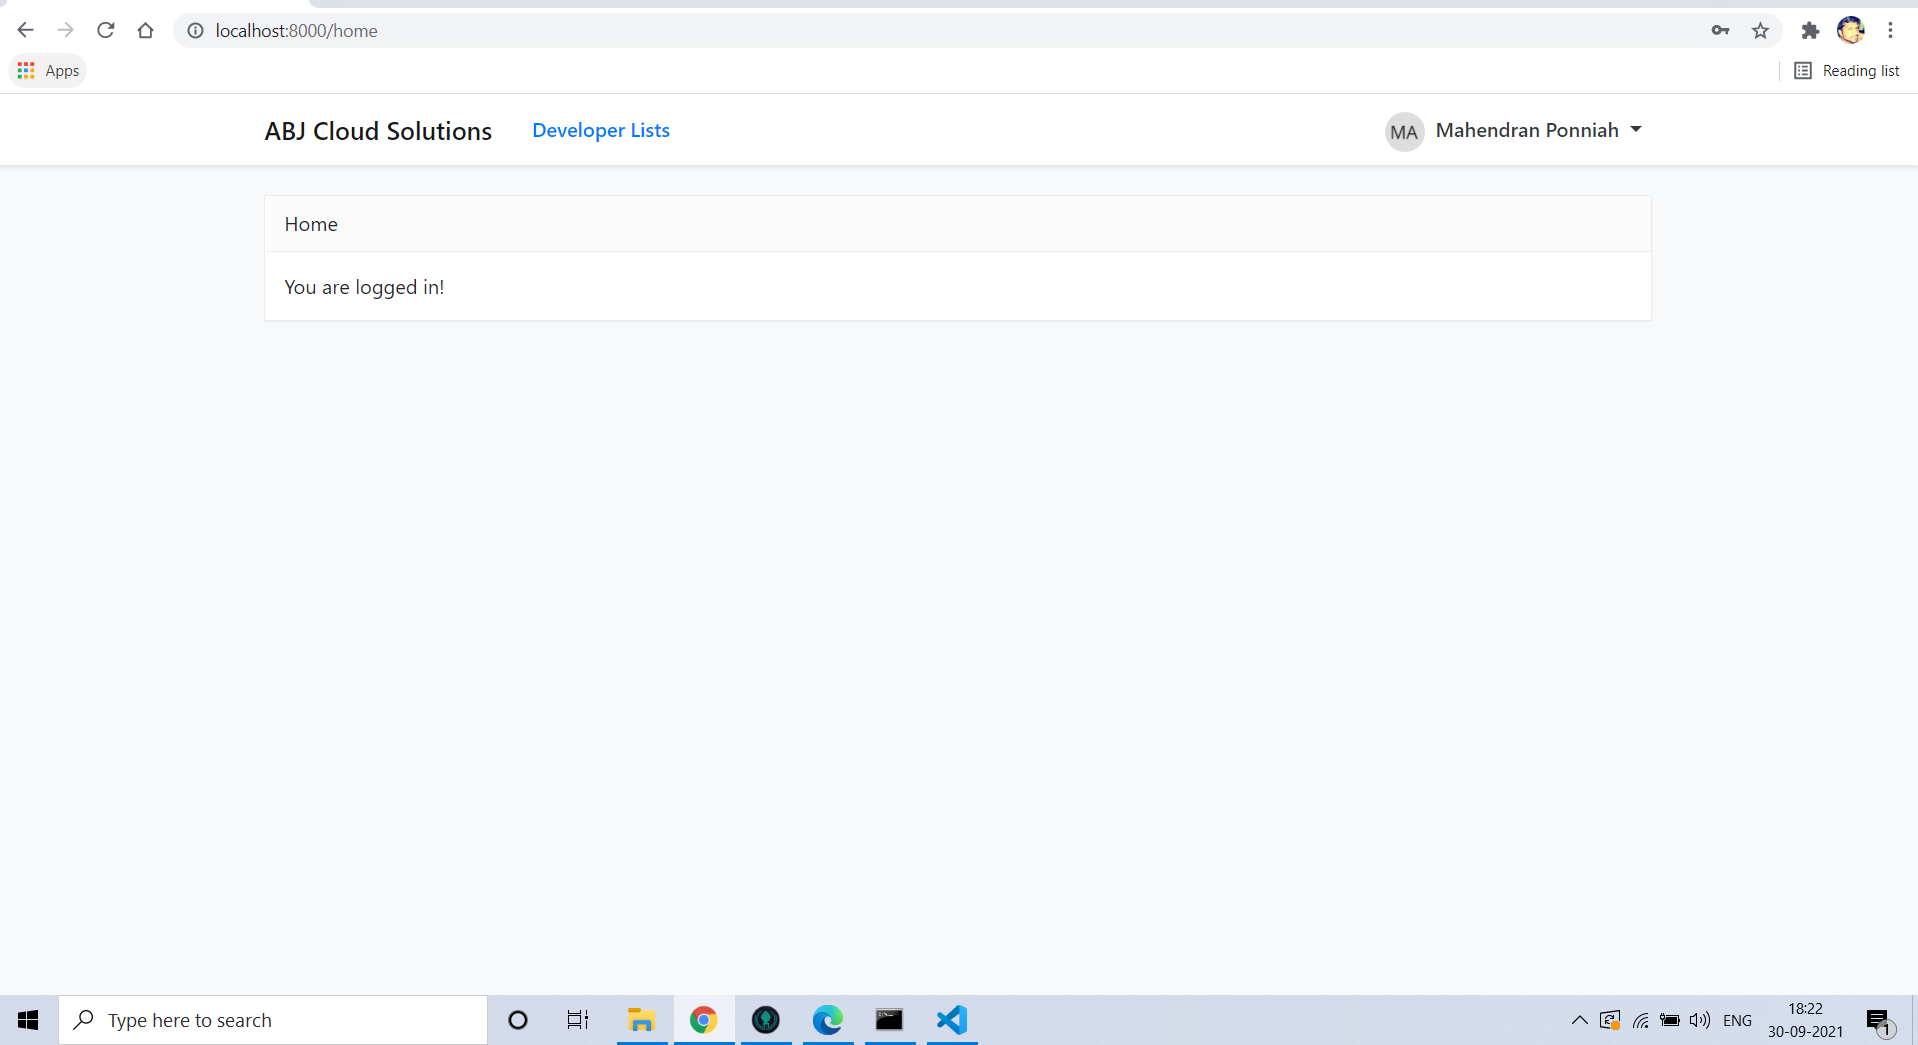 localhost:8000/home
Apps
Reading list
ABJ Cloud Solutions
Developer Lists
MA
Mahendran Ponniah
Home
You are logged in!
Type here to search
ENG
18:22
30-09-2021
1